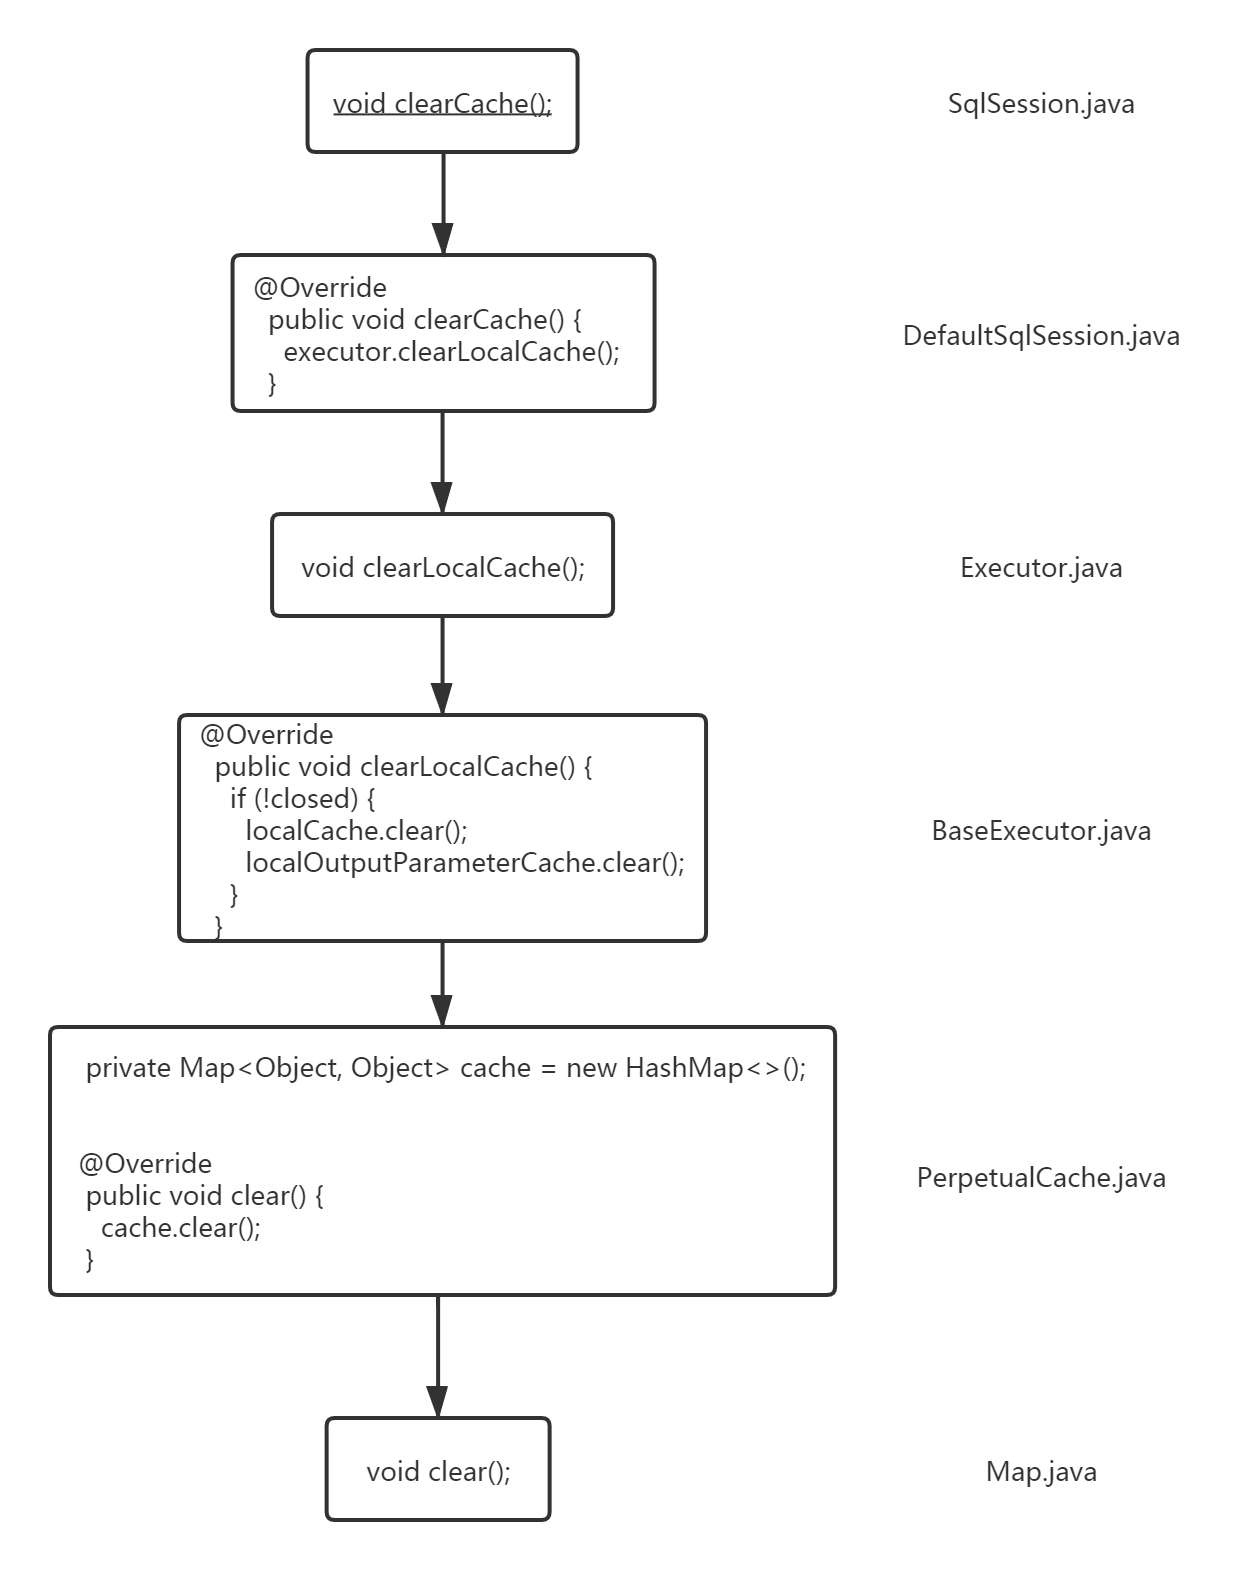 void clearCache();
SqlSession.java
@Override
public void clearCache() {
executor.clearLocalCache();
}
DefaultSqlSession.java
void clearLocalCache();
Executor.java
@Override
public void clearLocalCache() {
if (!closed) {
localCache.clear();
localOutputParameterCache.clear();
}
}
BaseExecutor.java
private Map<Object, Object> cache = new HashMap<>();
@Override
public void clear() {
cache.clear();
}
PerpetualCache.java
void clear();
Map.java